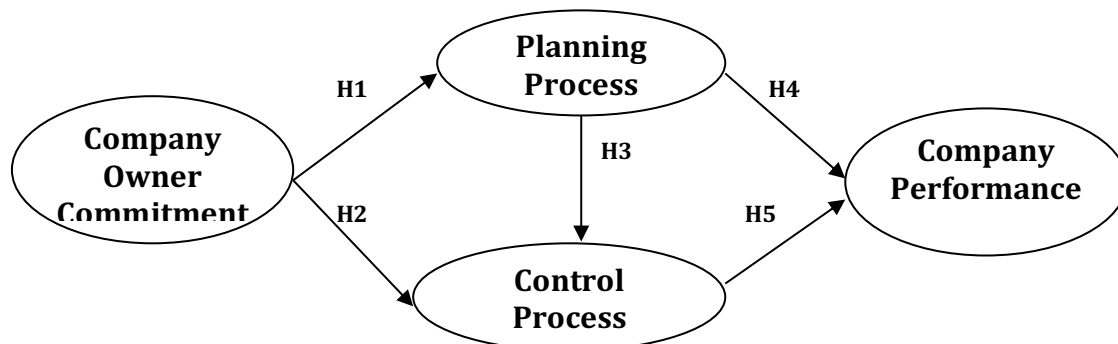 Planning
Process
H1
H4
Company
Owner
Commitment
H3
Company
Performance
H2
H5
Control
Process